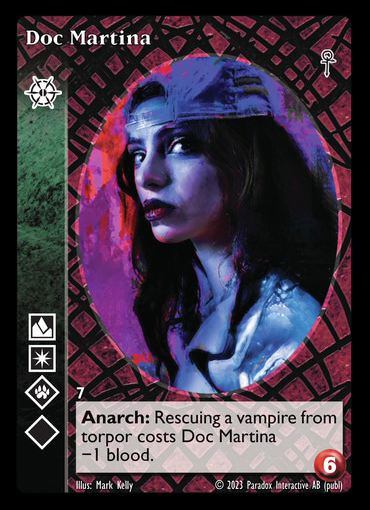 Doc Martina
7
Anarch: Rescuing a vampire from
torpor costs Doc Martina
−1 blood.
6
Illus: Mark Kelly © 2023 Paradox Interactive AB (publ)